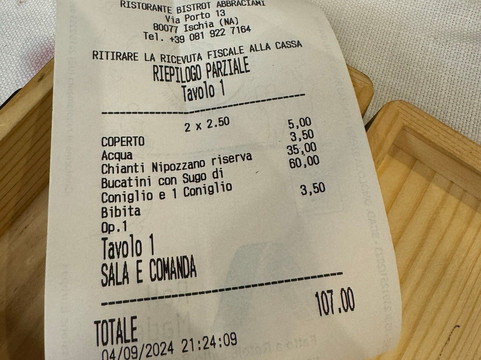 RISTORANTE BISTROT ABBRACIAMI
Via Porto 13
80077 Ischia (NA)
Tel. +39 081 922 7164
RITIRARE LA RICEVUTA FISCALE ALLA CASSA
RIEPILOGO PARZIALE
Tavolo 1
2 x 2.50
COPERTO 5,00
Acqua 3,50
Chianti Nipozzano riserva 35,00
Bucatini con Sugo di 60,00
Coniglio e 1 Coniglio
Bibita 3,50
Op.1
Tavolo 1
SALA E COMANDA
TOTALE 107,00
04/09/2024 21:24:09